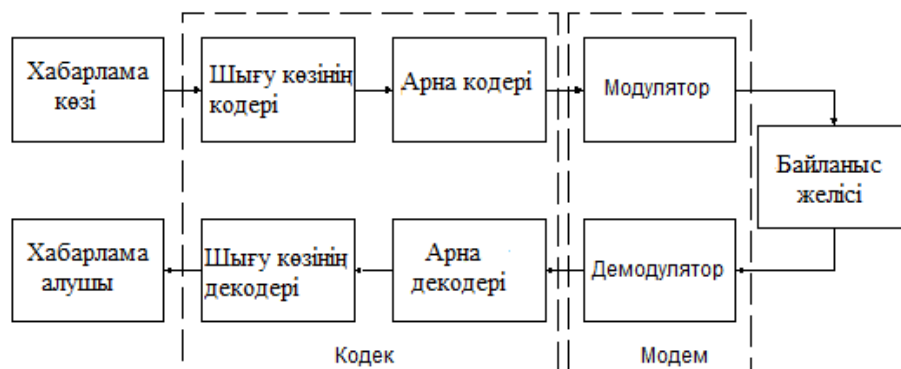 Хабарлама
көзі
Шығу көзінің
кодері
Арна кодері
Модулятор
Байланыс
желісі
Хабарлама
алушы
Шығу көзінің
декодері
Арна
декодері
Демодулятор
Кодек
Модем